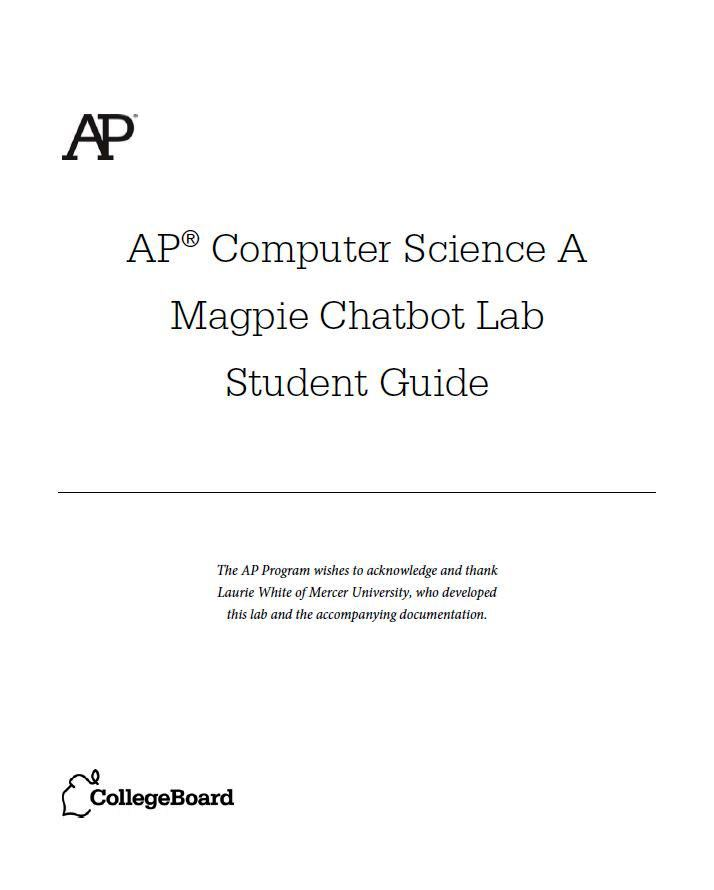 AP®
AP® Computer Science A
Magpie Chatbot Lab
Student Guide
The AP Program wishes to acknowledge and thank
Laurie White of Mercer University, who developed
this lab and the accompanying documentation.
CollegeBoard